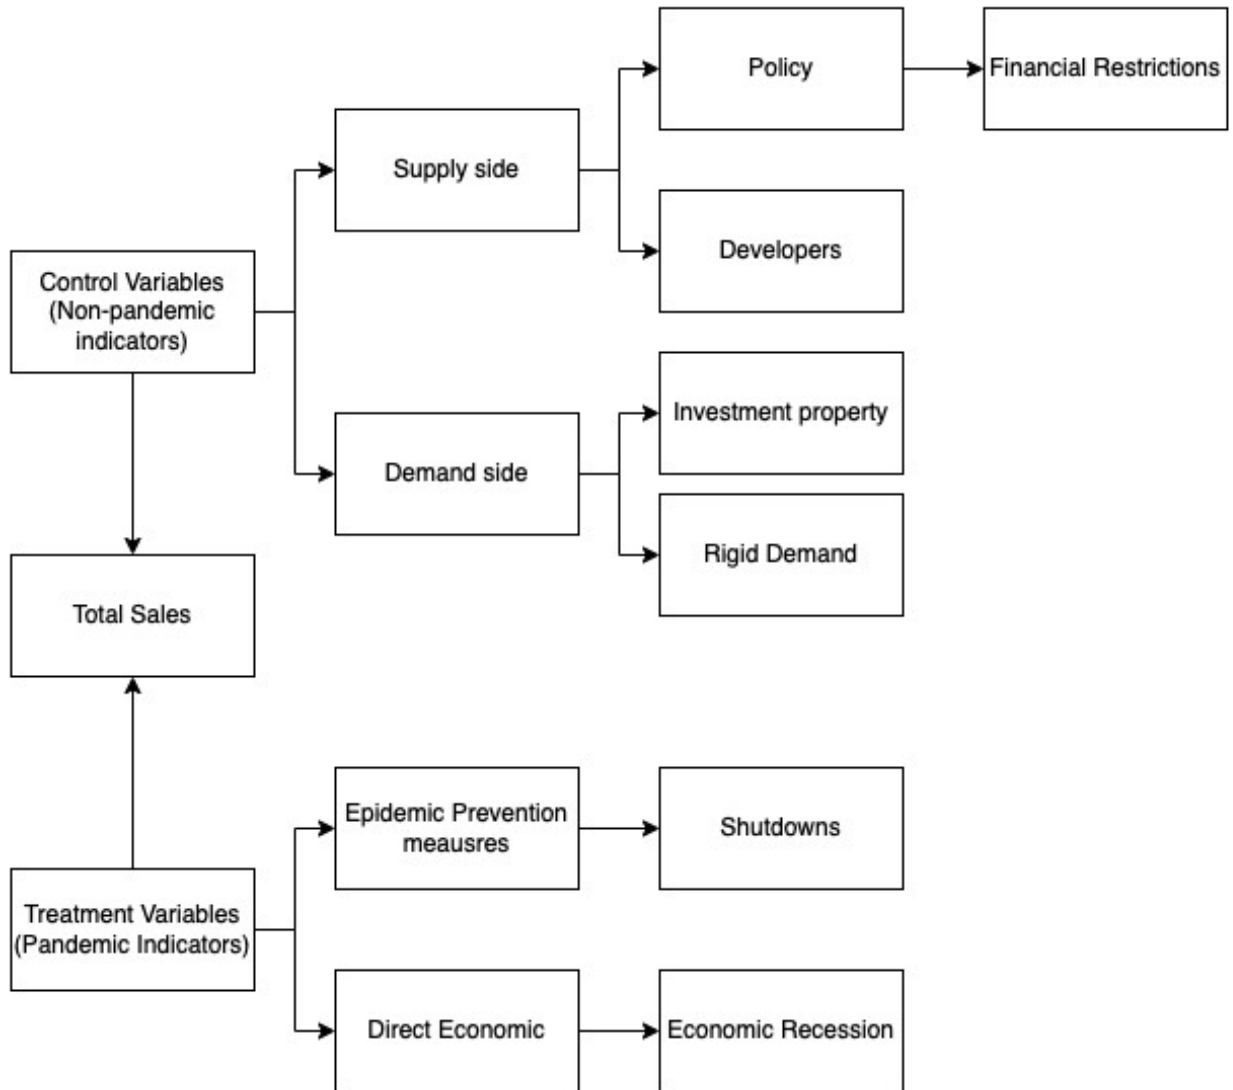 Policy
Financial Restrictions
Supply side
Developers
Control Variables
(Non-pandemic
indicators)
Investment property
Demand side
Rigid Demand
Total Sales
Epidemic Prevention
meausres
Shutdowns
Treatment Variables
(Pandemic Indicators)
Direct Economic
Economic Recession